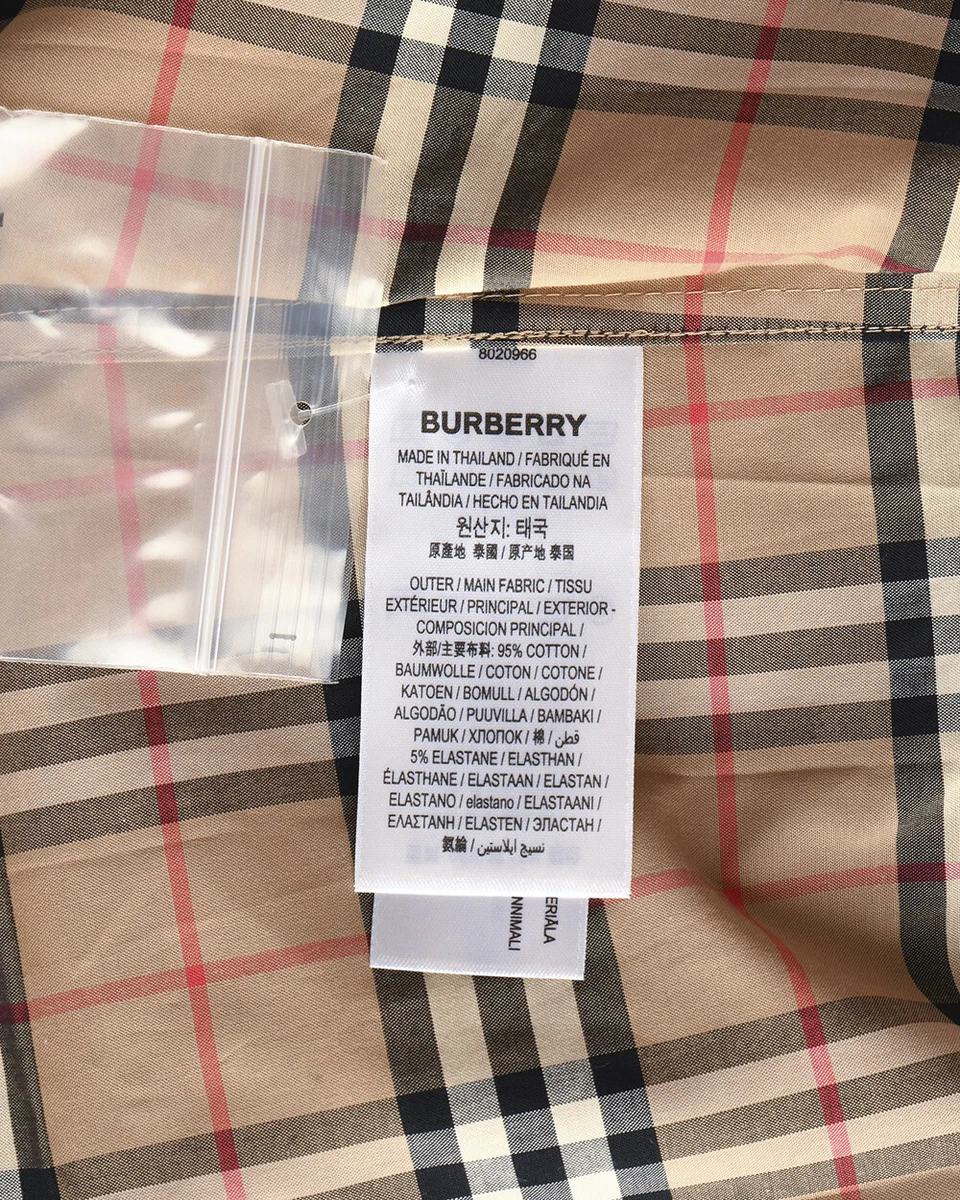 8020966
BURBERRY
MADE IN THAILAND / FABRIQUÉ EN
THAÏLANDE / FABRICADO NA
TAILÂNDIA / HECHO EN TAILANDIA
원산지: 태국
原產地 泰國 / 原产地 泰国
OUTER / MAIN FABRIC / TISSU
EXTÉRIEUR / PRINCIPAL / EXTERIOR -
COMPOSICION PRINCIPAL /
外部/主要布料: 95% COTTON /
BAUMWOLLE / COTON / COTONE /
KATOEN / BOMULL / ALGODÓN /
ALGODÃO / PUUVILLA / BAMBAKI /
PAMUK / ХЛОПОК / 棉 / قطن
5% ELASTANE / ELASTHAN /
ÉLASTHANE / ELASTAAN / ELASTAN /
ELASTANO / elastano / ELASTAANI /
ΕΛΑΣΤΑΝΗ / ELASTEN / ЭЛАСТАН /
氨綸 / نسيج ايلاستين
ERIĀLA
NNIMALI